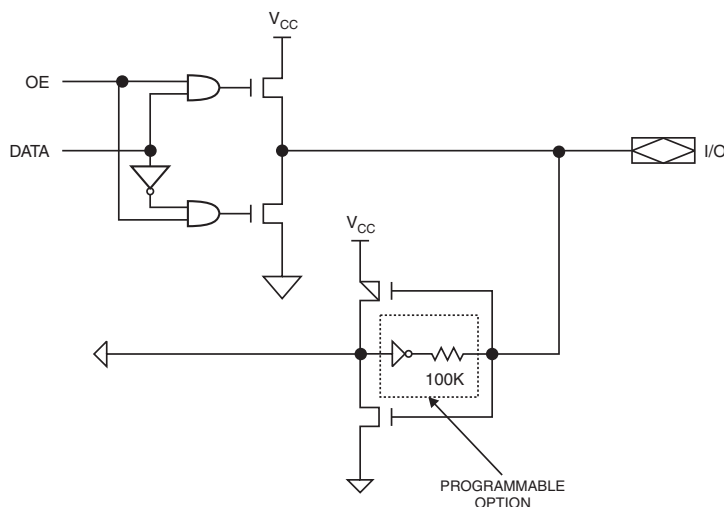 VCC
OE
DATA
I/O
VCC
100K
PROGRAMMABLE
OPTION